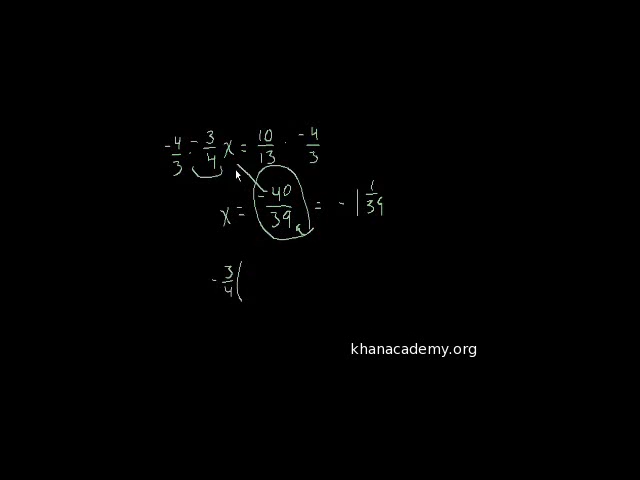 -4/3 · -3/4 x = 10/13 · -4/3
x = -40/39 = -1 1/39
-3/4(
khanacademy.org